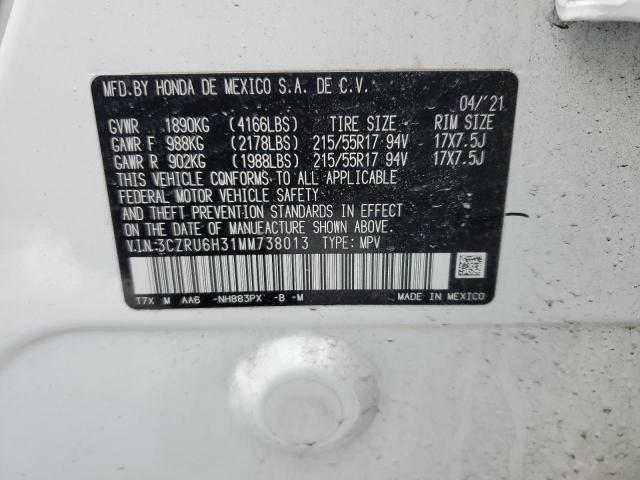 MFD.BY HONDA DE MEXICO S.A. DE C.V.
04/'21
GVWR 1890KG (4166LBS) TIRE SIZE RIM SIZE
GAWR F 988KG (2178LBS) 215/55R17 94V 17X7.5J
GAWR R 902KG (1988LBS) 215/55R17 94V 17X7.5J
THIS VEHICLE CONFORMS TO ALL APPLICABLE
FEDERAL MOTOR VEHICLE SAFETY
AND THEFT PREVENTION STANDARDS IN EFFECT
ON THE DATE OF MANUFACTURE SHOWN ABOVE.
V.I.N:3CZRU6H31MM738013 TYPE: MPV
T7X M AA6 -NH883PX -B -M
MADE IN MEXICO